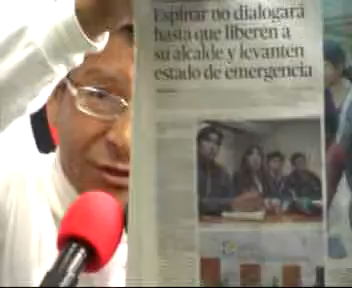 Espinar no dialogará
hasta que liberen a
su alcalde y levanten
estado de emergencia